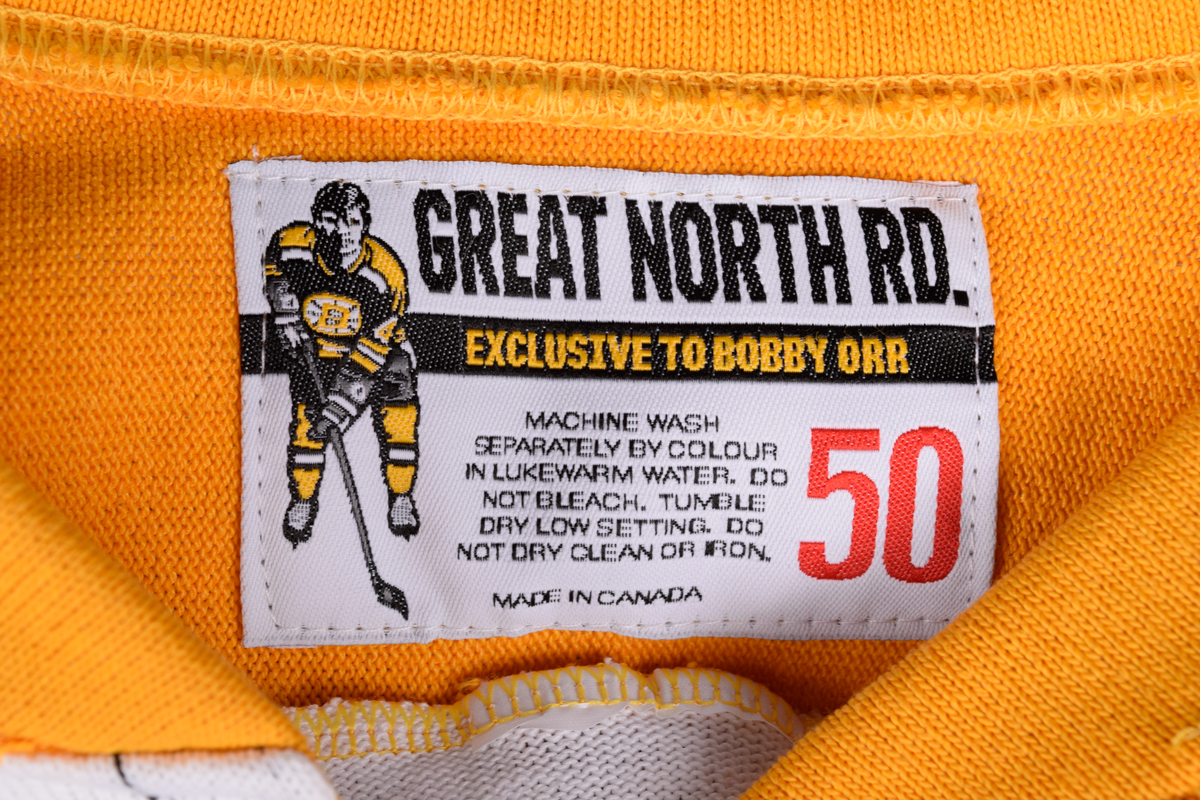 GREAT NORTH RD.
EXCLUSIVE TO BOBBY ORR
B
4
MACHINE WASH
SEPARATELY BY COLOUR
IN LUKEWARM WATER. DO
NOT BLEACH. TUMBLE
DRY LOW SETTING. DO
NOT DRY CLEAN OR IRON.
50
MADE IN CANADA